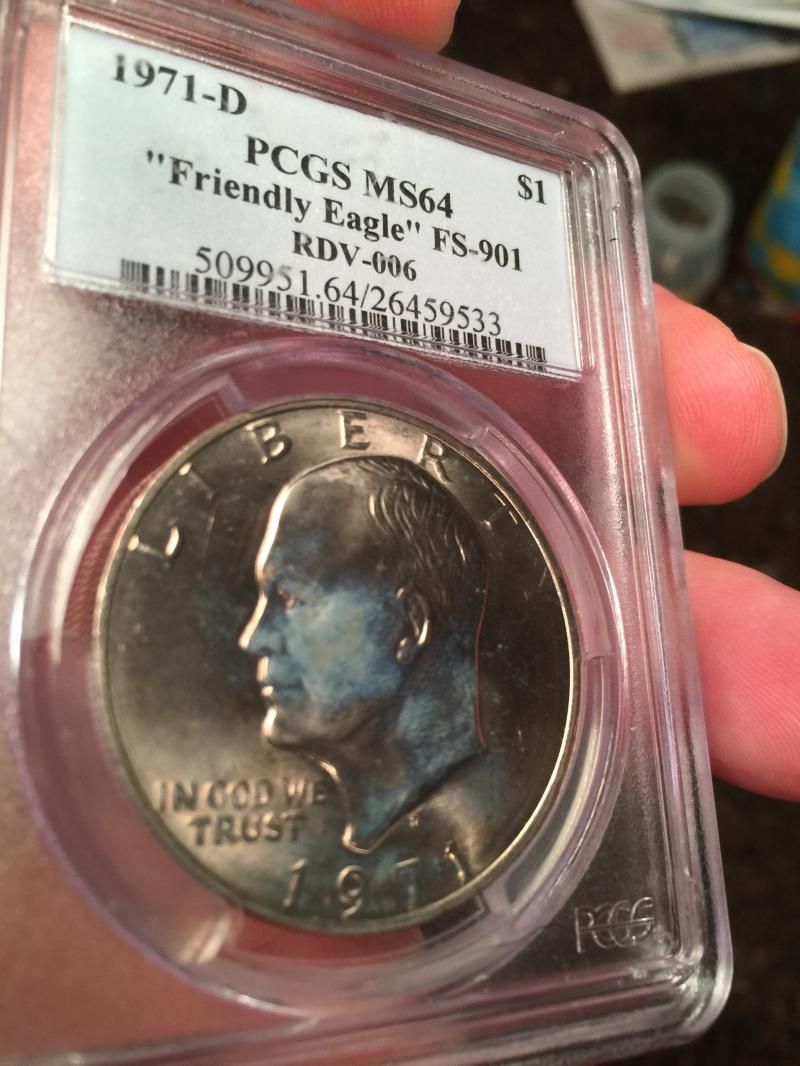 1971-D
PCGS MS64 $1
"Friendly Eagle" FS-901
RDV-006
509951.64/26459533
LIBERT
IN GOD WE
TRUST
1971
PCGS